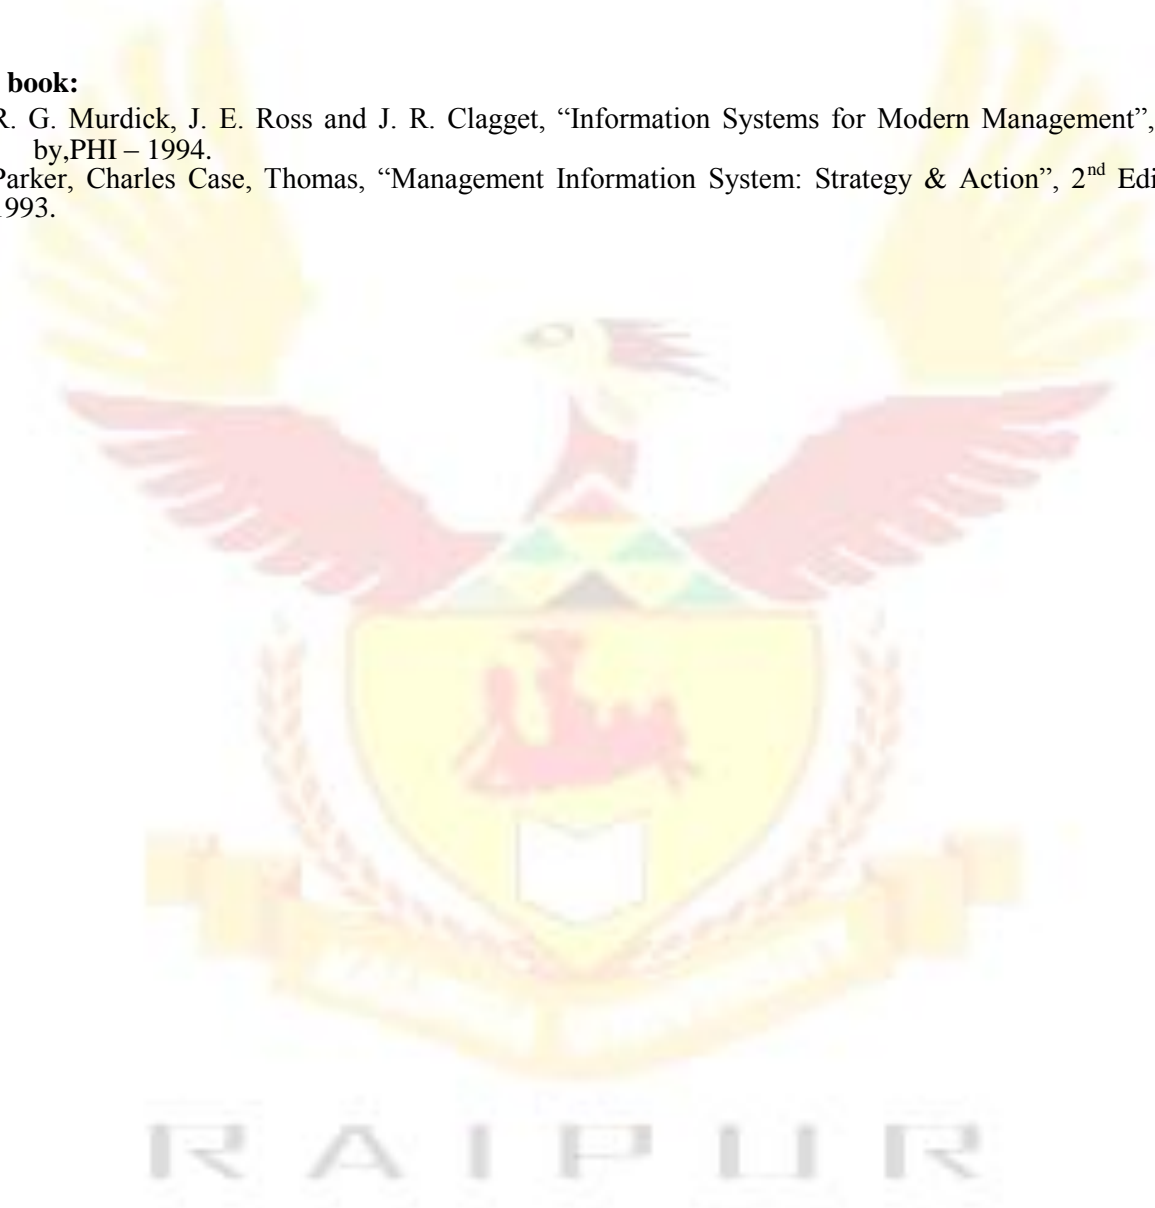 book:
R. G. Murdick, J. E. Ross and J. R. Clagget, “Information Systems for Modern Management”,
by,PHI – 1994.
Parker, Charles Case, Thomas, “Management Information System: Strategy & Action”, 2nd Edi
1993.
RAIPUR